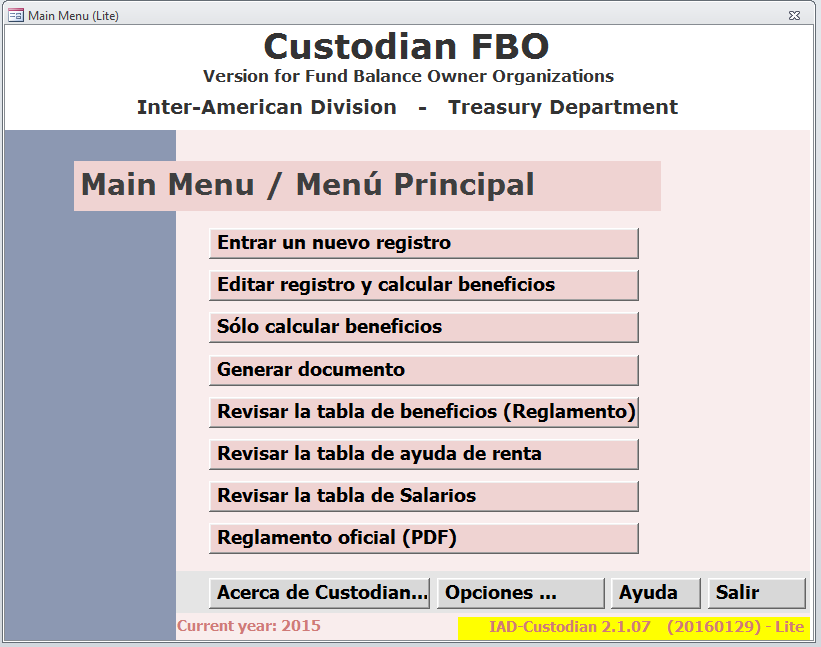 Main Menu (Lite)
Custodian FBO
Version for Fund Balance Owner Organizations
Inter-American Division - Treasury Department
Main Menu / Menú Principal
Entrar un nuevo registro
Editar registro y calcular beneficios
Sólo calcular beneficios
Generar documento
Revisar la tabla de beneficios (Reglamento)
Revisar la tabla de ayuda de renta
Revisar la tabla de Salarios
Reglamento oficial (PDF)
Acerca de Custodian... Opciones ... Ayuda Salir
Current year: 2015 IAD-Custodian 2.1.07 (20160129) - Lite